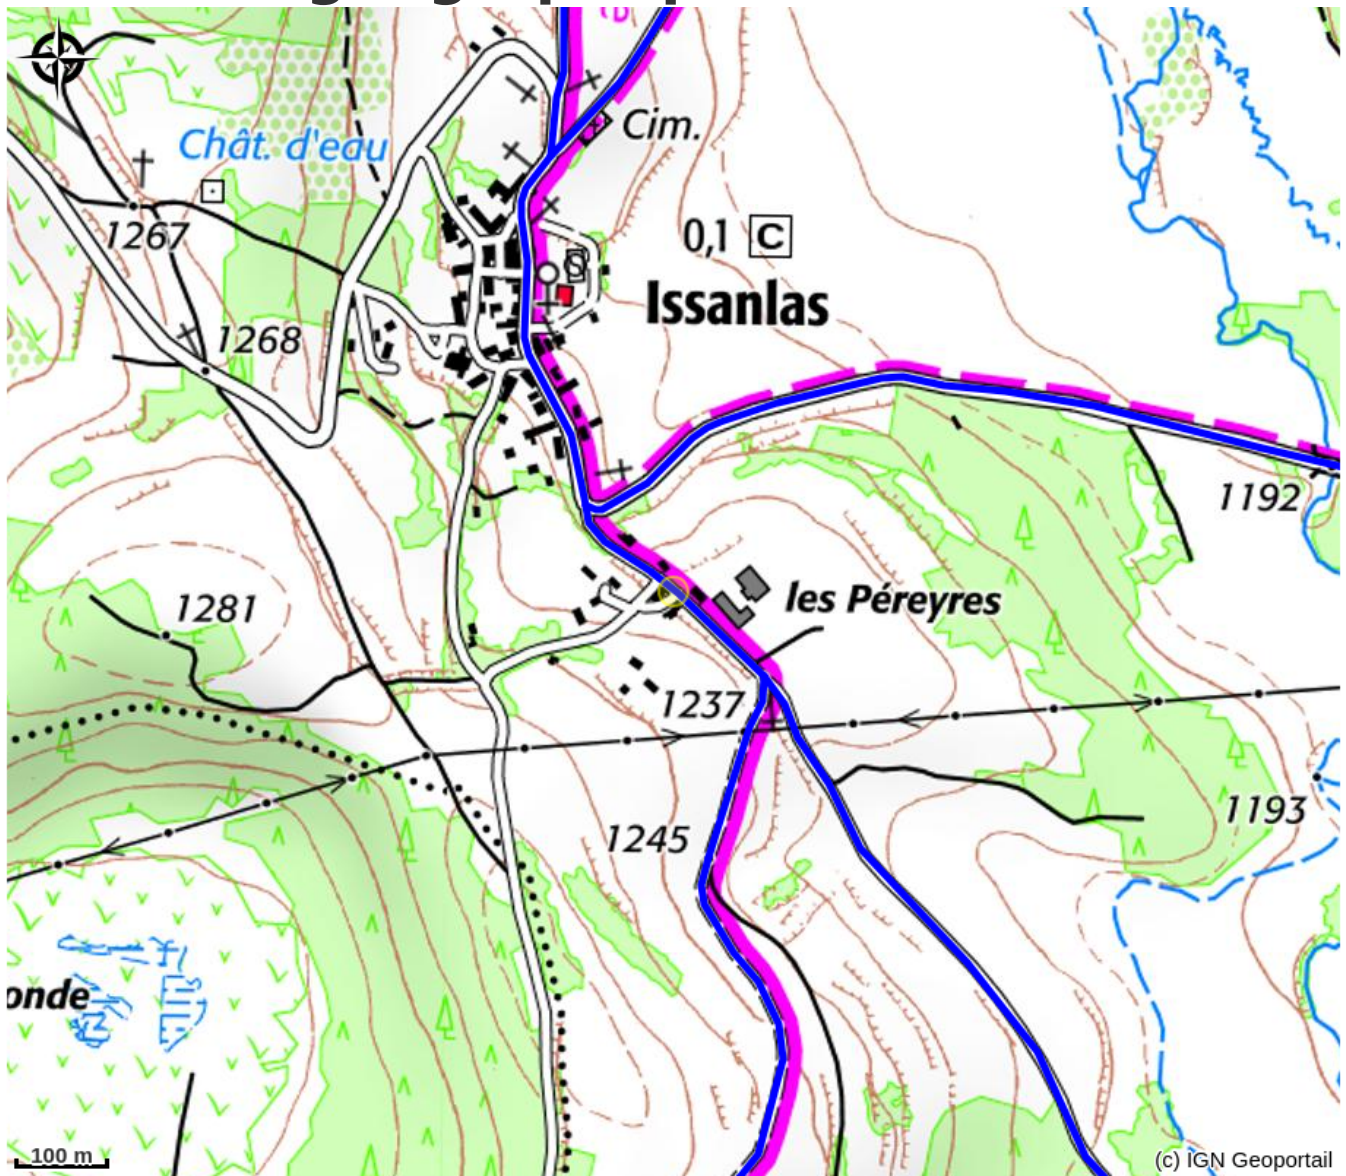 Cim.
Chât. d'eau
1267
0,1 C
Issanlas
1268
1192
les Péreyres
1281
1237
1193
1245
onde
100 m
(c) IGN Geoportail